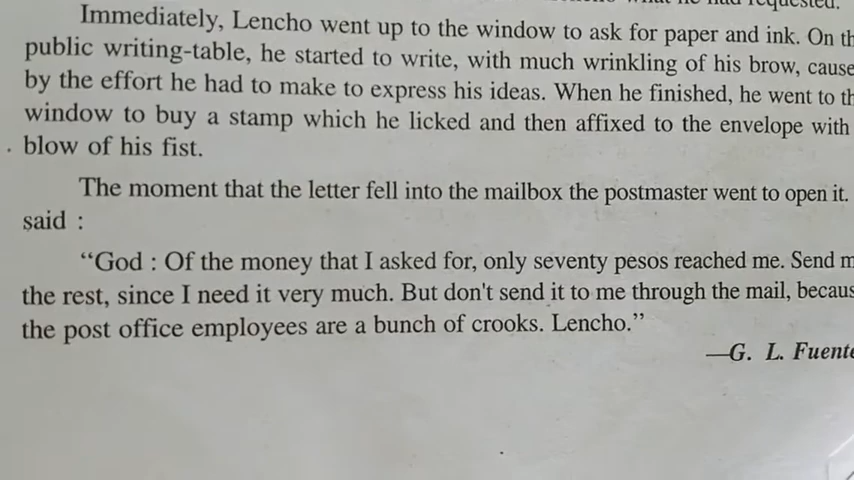 had requested.
Immediately, Lencho went up to the window to ask for paper and ink. On th
public writing-table, he started to write, with much wrinkling of his brow, cause
by the effort he had to make to express his ideas. When he finished, he went to th
window to buy a stamp which he licked and then affixed to the envelope with
blow of his fist.
The moment that the letter fell into the mailbox the postmaster went to open it.
said :
“God : Of the money that I asked for, only seventy pesos reached me. Send m
the rest, since I need it very much. But don't send it to me through the mail, becaus
the post office employees are a bunch of crooks. Lencho.”
—G. L. Fuente